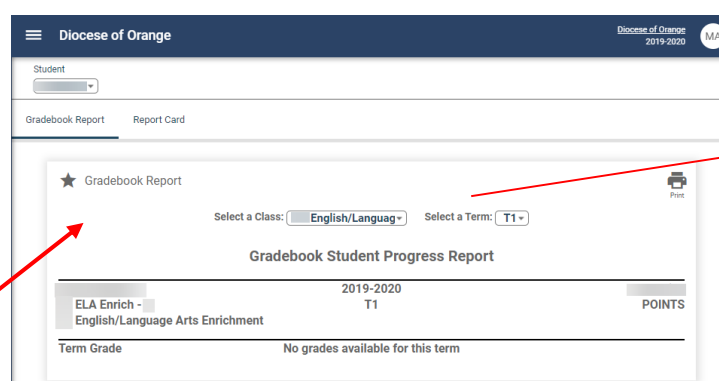 Diocese of Orange
Diocese of Orange
2019-2020
MA
Student
Gradebook Report Report Card
Gradebook Report
Print
Select a Class: English/Languag Select a Term: T1
Gradebook Student Progress Report
2019-2020
ELA Enrich - T1 POINTS
English/Language Arts Enrichment
Term Grade No grades available for this term